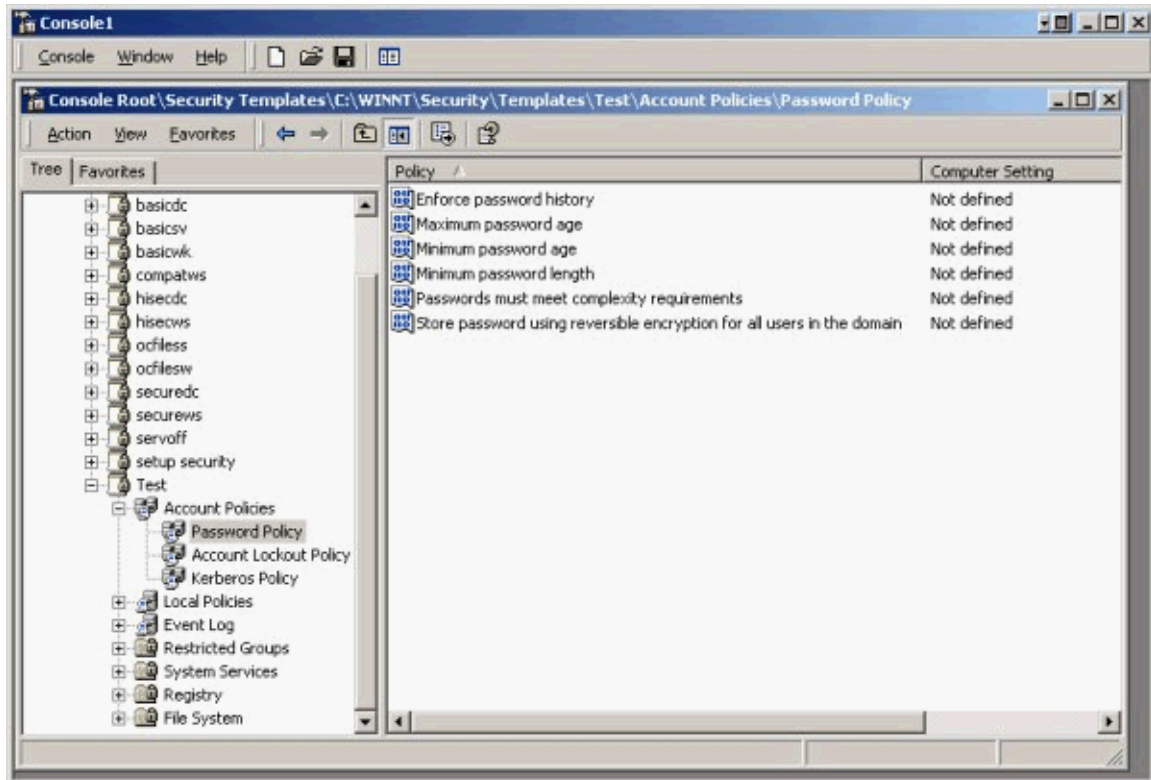 Console1
Console Window Help
Console Root\Security Templates\C:\WINNT\Security\Templates\Test\Account Policies\Password Policy
Action View Favorites
Tree Favorites
basicdc
basicsv
basicwk
compatws
hisecdc
hisecws
ocfiless
ocfilesw
securedc
securews
servoff
setup security
Test
Account Policies
Password Policy
Account Lockout Policy
Kerberos Policy
Local Policies
Event Log
Restricted Groups
System Services
Registry
File System
Policy Computer Setting
Enforce password history Not defined
Maximum password age Not defined
Minimum password age Not defined
Minimum password length Not defined
Passwords must meet complexity requirements Not defined
Store password using reversible encryption for all users in the domain Not defined